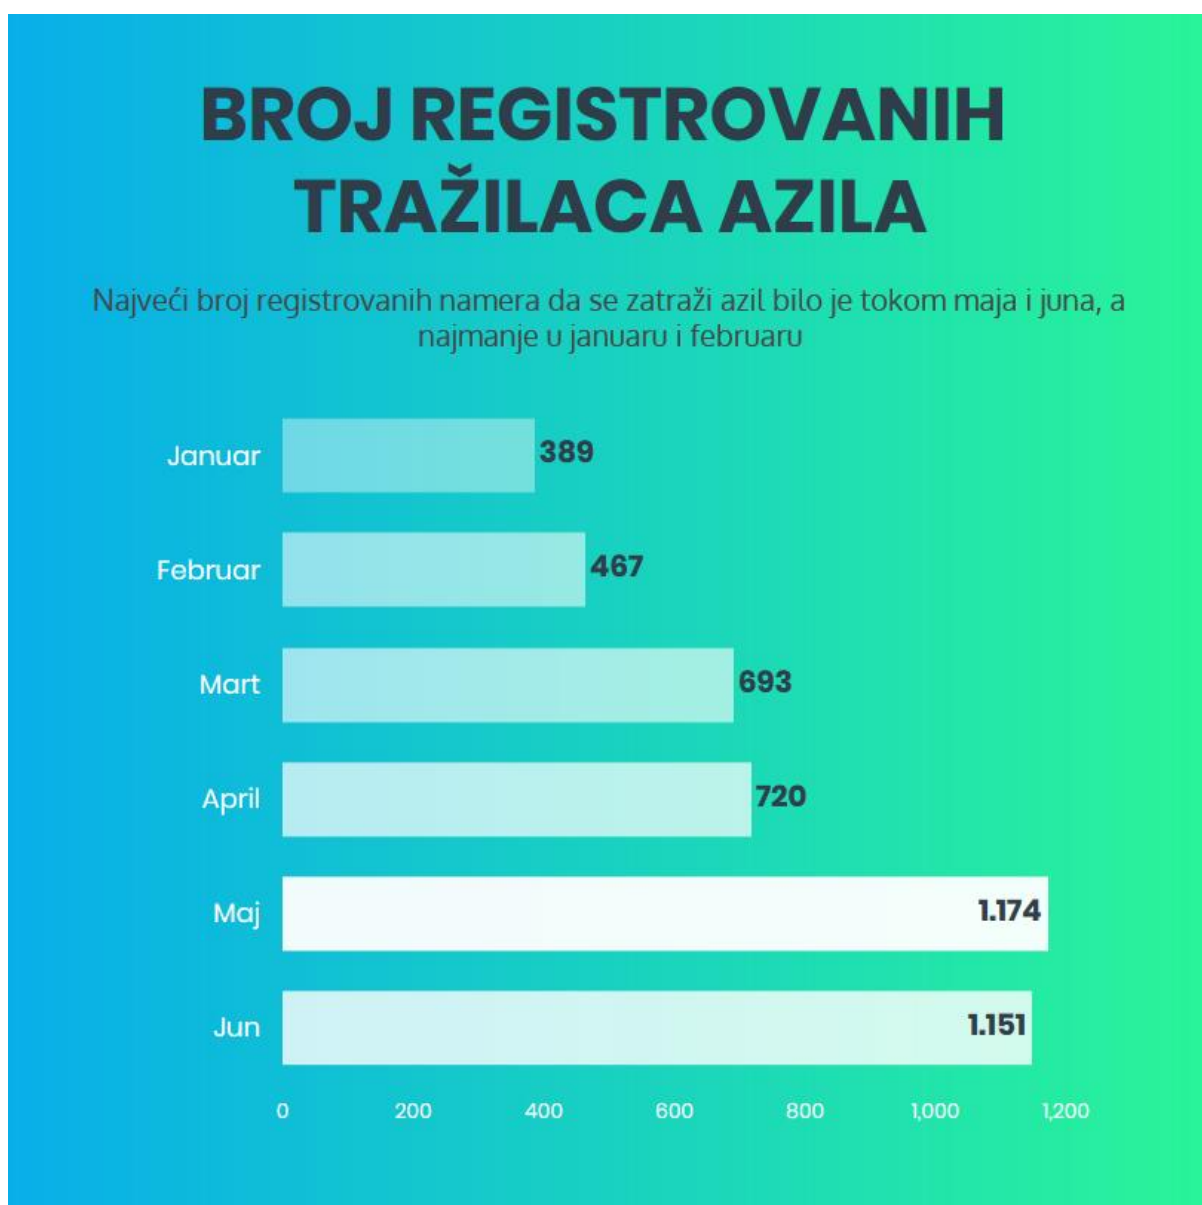 BROJ REGISTROVANIH
TRAŽILACA AZILA
Najveći broj registrovanih namera da se zatraži azil bilo je tokom maja i juna, a
najmanje u januaru i februaru
Januar 389
Februar 467
Mart 693
April 720
Maj 1.174
Jun 1.151
0 200 400 600 800 1,000 1,200